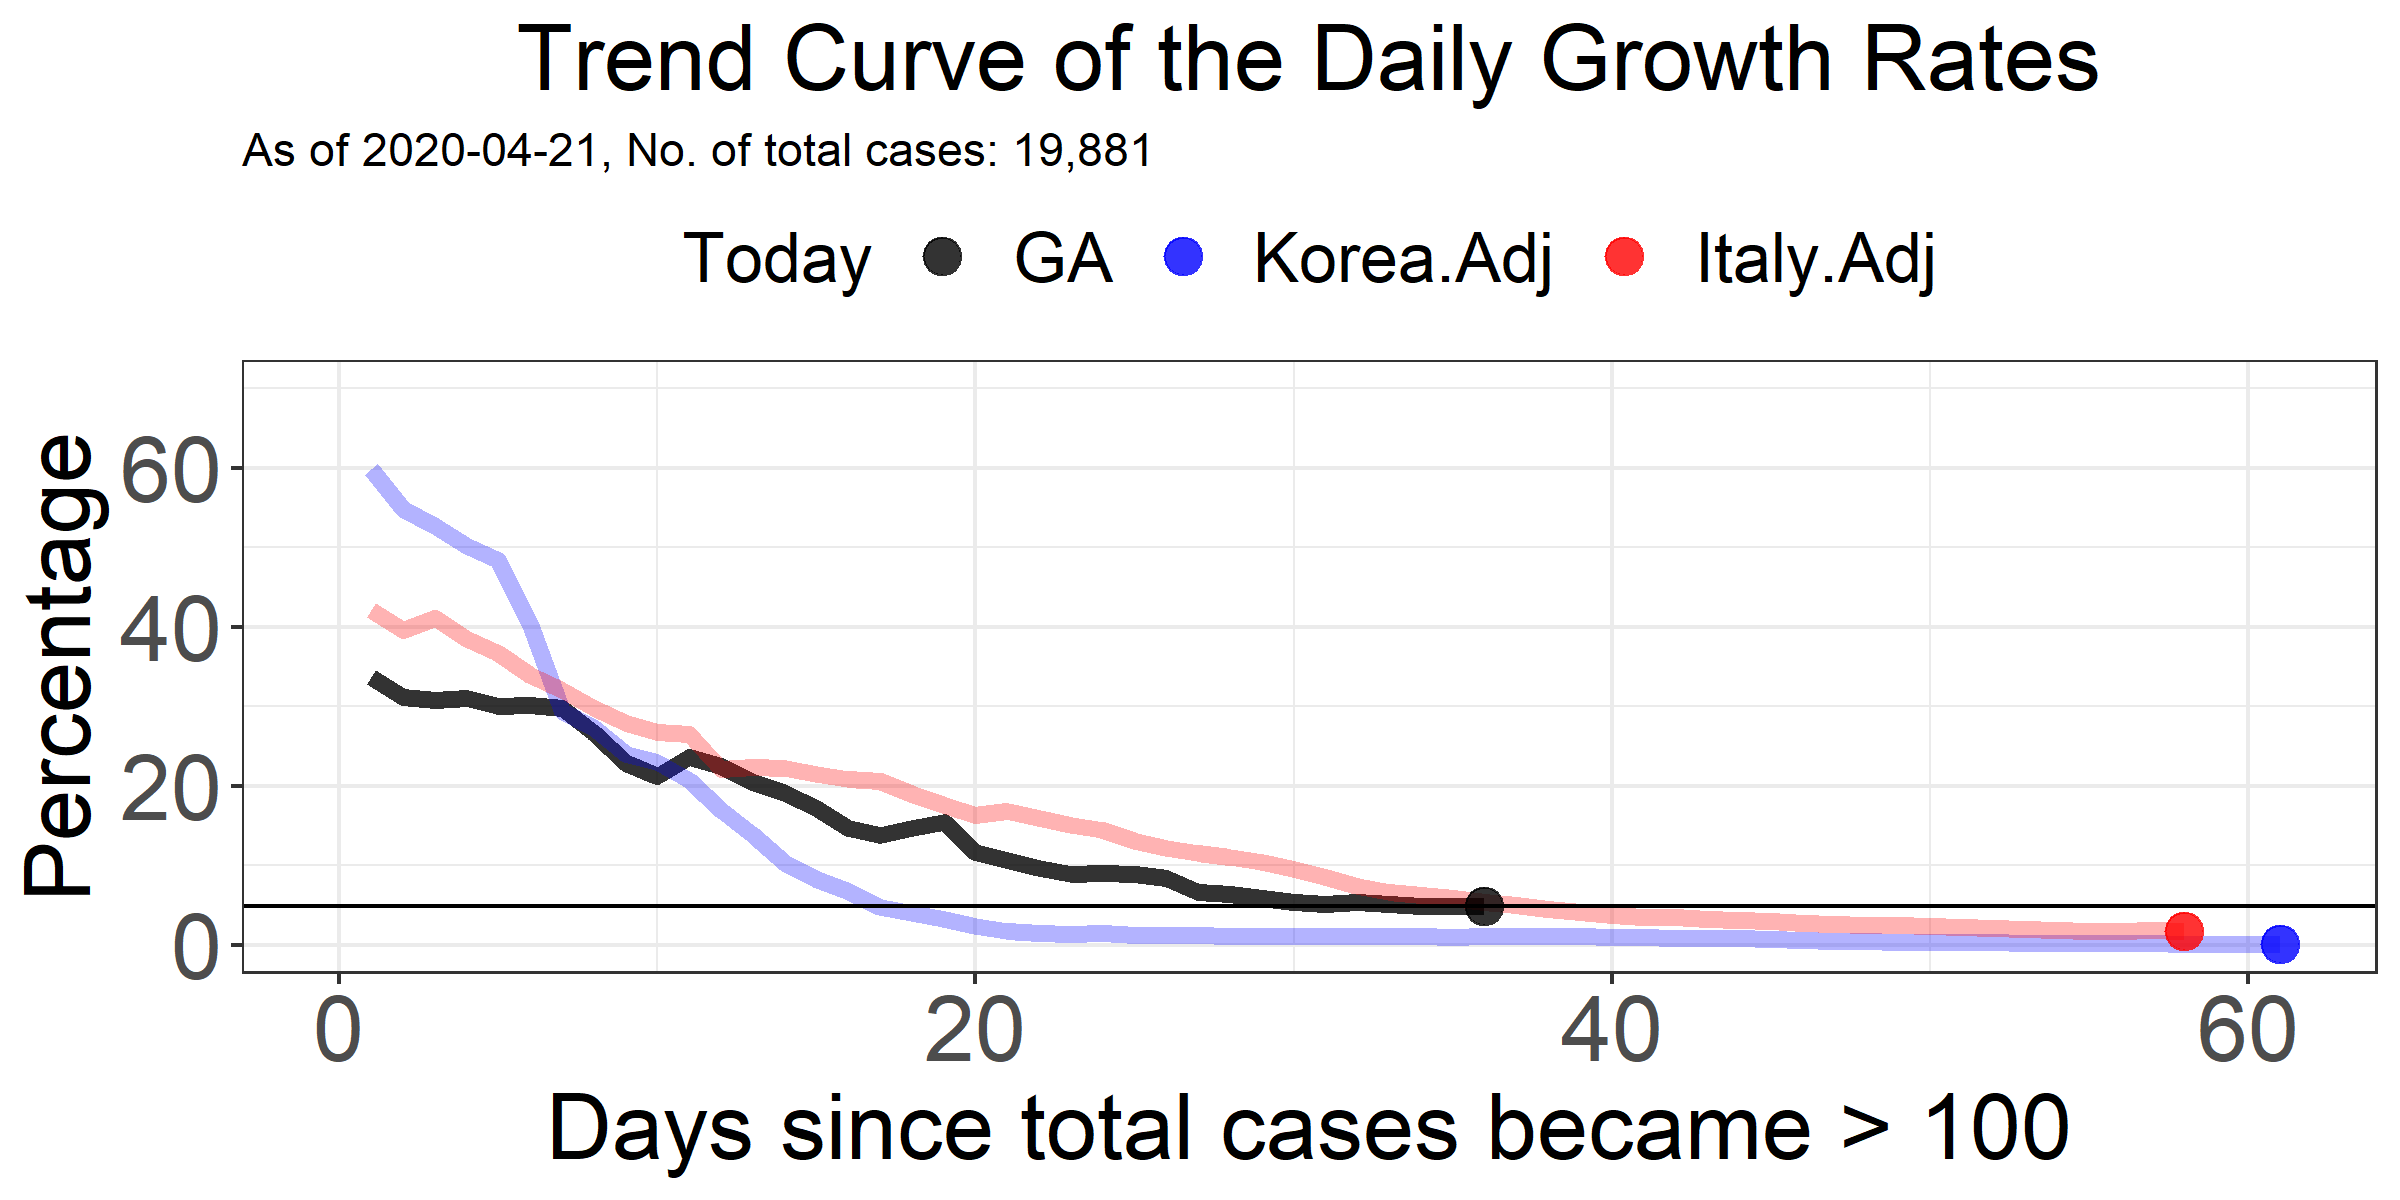 Trend Curve of the Daily Growth Rates
As of 2020-04-21, No. of total cases: 19,881
Today GA Korea.Adj Italy.Adj
Percentage
60
40
20
0
0 20 40 60
Days since total cases became > 100